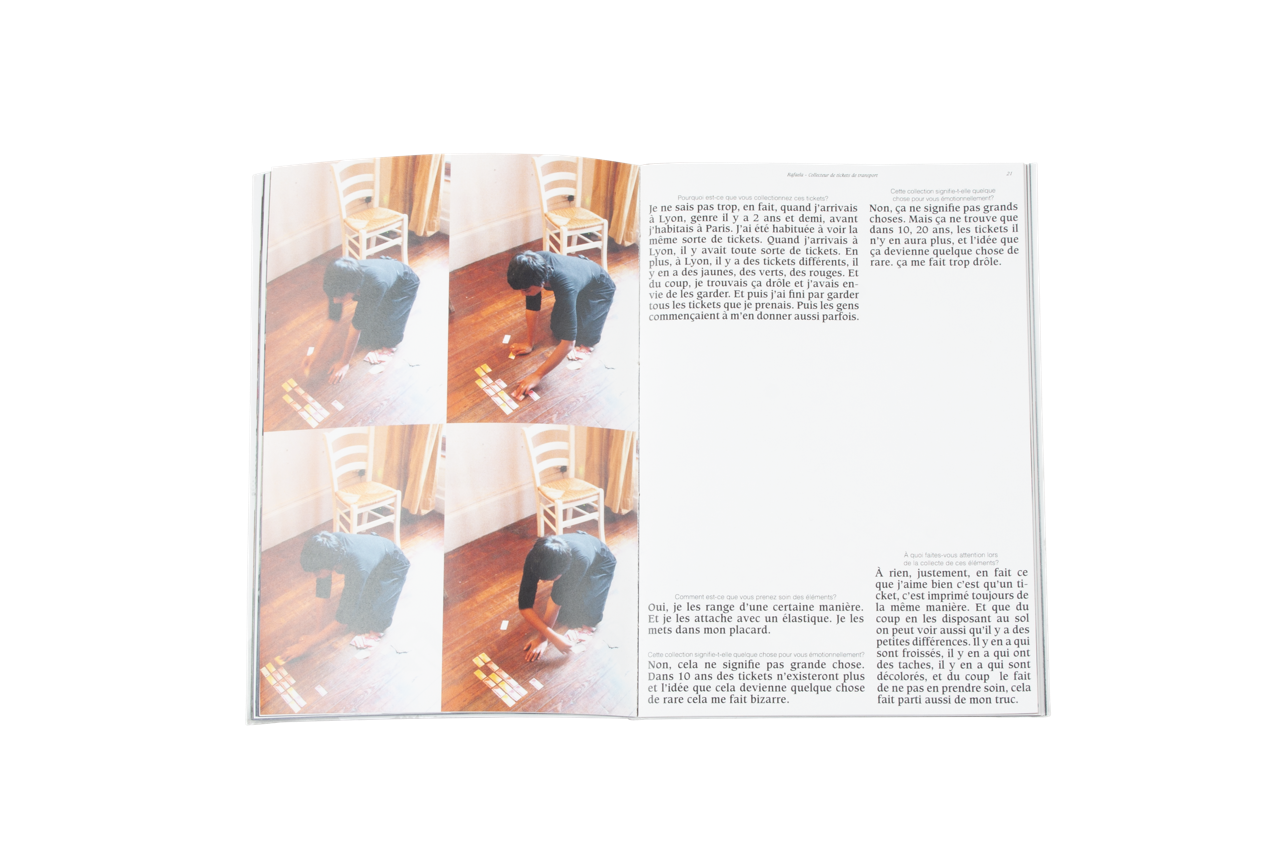 Raphaële – Collecteuse de tickets de transport
Pourquoi est-ce que vous collectionnez ces tickets?
Je ne sais pas trop, en fait, quand j’arrivais
à Lyon, genre il y a 2 ans et demi, avant
j’habitais à Paris. J’ai été habituée à voir la
même sorte de tickets. Quand j’arrivais à
Lyon, il y avait toute sorte de tickets. En
plus, à Lyon, il y a des tickets différents, il
y en a des jaunes, des verts, des rouges. Et
du coup, je trouvais ça drôle et j’avais en-
vie de les garder. Et puis j’ai fini par garder
tous les tickets que je prenais. Puis les gens
commençaient à m’en donner aussi parfois.
Comment est-ce que vous prenez soin des éléments?
Oui, je les range d’une certaine manière.
Et je les attache avec un élastique. Je les
mets dans mon placard.
Cette collection signifie-t-elle quelque chose pour vous émotionnellement?
Non, cela ne signifie pas grande chose.
Dans 10 ans des tickets n’existeront plus
et l’idée que cela devienne quelque chose
de rare cela me fait bizarre.
Cette collection signifie-t-elle quelque
chose pour vous émotionnellement?
Non, ça ne signifie pas grands
choses. Mais ça ne trouve que
dans 10, 20 ans, les tickets il
n’y en aura plus, et l’idée que
ça devienne quelque chose de
rare. ça me fait trop drôle.
À quoi faites-vous attention lors
de la collecte de ces éléments?
À rien, justement, en fait ce
que j’aime bien c’est qu’un ti-
cket, c’est imprimé toujours de
la même manière. Et que du
coup en les disposant au sol
on peut voir aussi qu’il y a des
petites différences. Il y en a qui
sont froissés, il y en a qui ont
des taches, il y en a qui sont
décolorés, et du coup le fait
de ne pas en prendre soin, cela
fait parti aussi de mon truc.